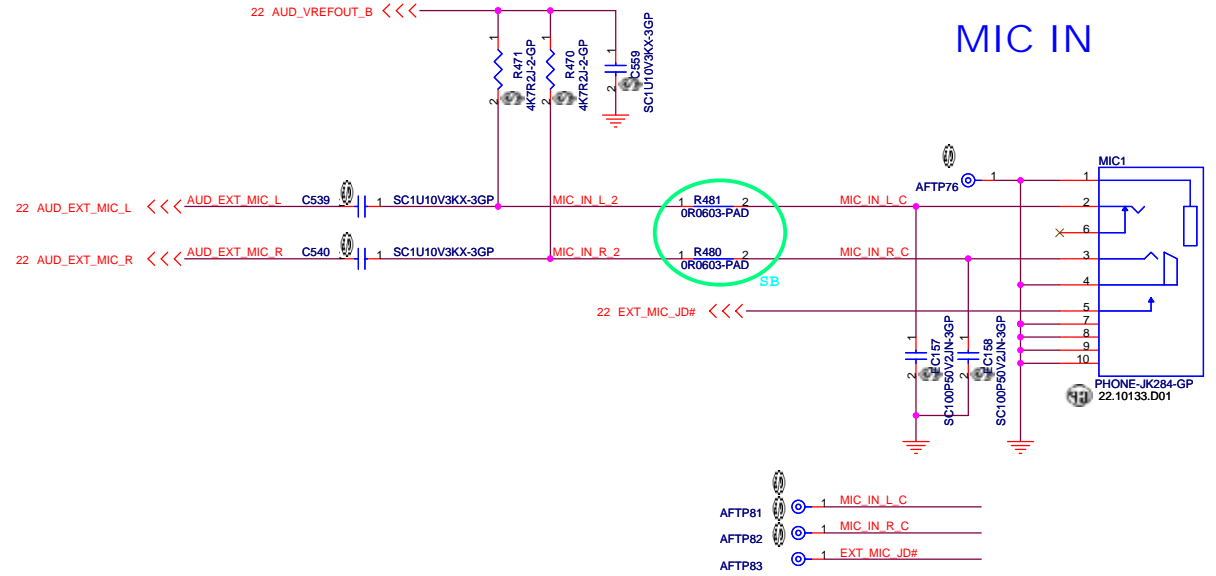 22 AUD_VREFOUT_B
MIC IN
1
R471
4K7R2J-2-GP
2
1
R470
4K7R2J-2-GP
2
1
C559
SC1U10V3KX-3GP
2
22 AUD_EXT_MIC_L
AUD_EXT_MIC_L
C539
1
SC1U10V3KX-3GP
MIC_IN_L_2
1
R481
2
0R0603-PAD
MIC_IN_L_C
22 AUD_EXT_MIC_R
AUD_EXT_MIC_R
C540
1
SC1U10V3KX-3GP
MIC_IN_R_2
1
R480
2
0R0603-PAD
MIC_IN_R_C
SB
22 EXT_MIC_JD#
AFTP76
1
MIC1
1
2
6
3
4
5
7
8
9
10
PHONE-JK284-GP
22.10133.D01
1
EC157
SC100P50V2JN-3GP
2
1
EC158
SC100P50V2JN-3GP
2
AFTP81
1
MIC_IN_L_C
AFTP82
1
MIC_IN_R_C
AFTP83
1
EXT_MIC_JD#